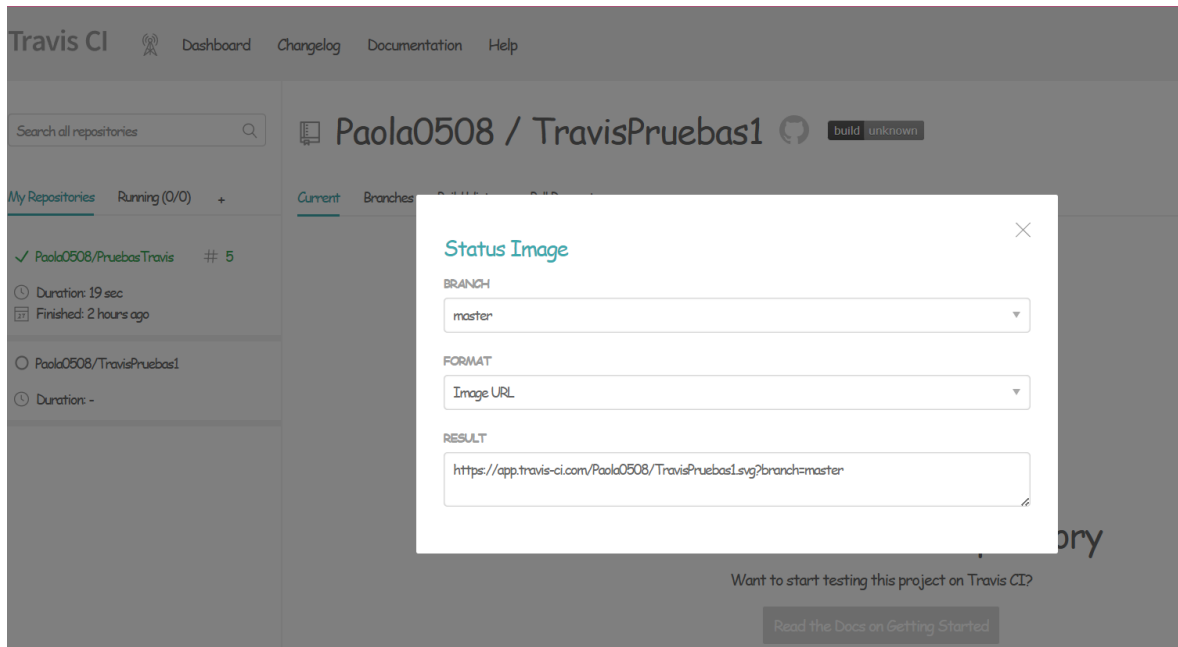 Travis CI Dashboard Changelog Documentation Help
Search all repositories
Paola0508 / TravisPruebas1 build unknown
My Repositories Running (0/0) +
Current Branches
Paola0508/PruebasTravis # 5
Duration: 19 sec
Finished: 2 hours ago
Paola0508/TravisPruebas1
Duration: -
Status Image
BRANCH
master
FORMAT
Image URL
RESULT
https://app.travis-ci.com/Paola0508/TravisPruebas1.svg?branch=master
Want to start testing this project on Travis CI?
Read the Docs on Getting Started